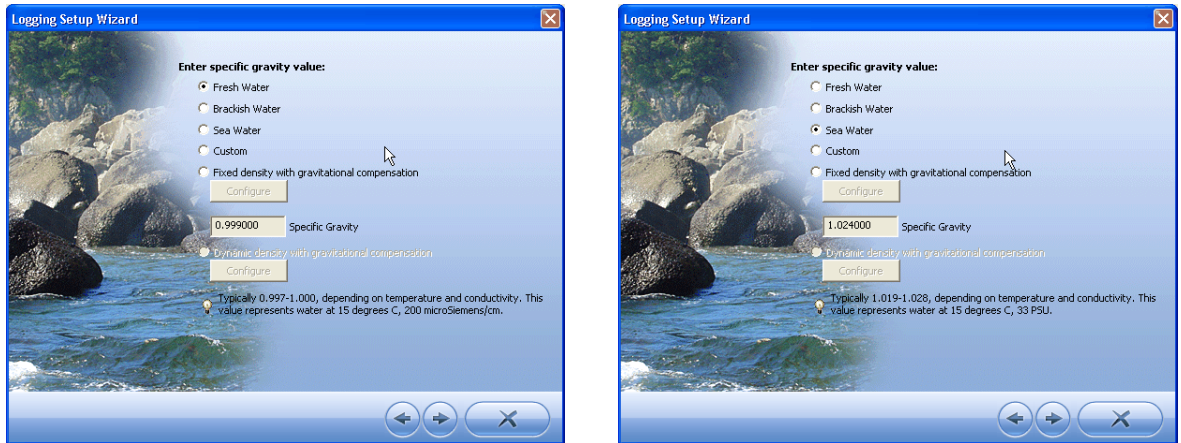 Logging Setup Wizard
Enter specific gravity value:
Fresh Water
Brackish Water
Sea Water
Custom
Fixed density with gravitational compensation
Configure
0.999000 Specific Gravity
Dynamic density with gravitational compensation
Configure
Typically 0.997-1.000, depending on temperature and conductivity. This
value represents water at 15 degrees C, 200 microSiemens/cm.
Logging Setup Wizard
Enter specific gravity value:
Fresh Water
Brackish Water
Sea Water
Custom
Fixed density with gravitational compensation
Configure
1.024000 Specific Gravity
Dynamic density with gravitational compensation
Configure
Typically 1.019-1.028, depending on temperature and conductivity. This
value represents water at 15 degrees C, 33 PSU.